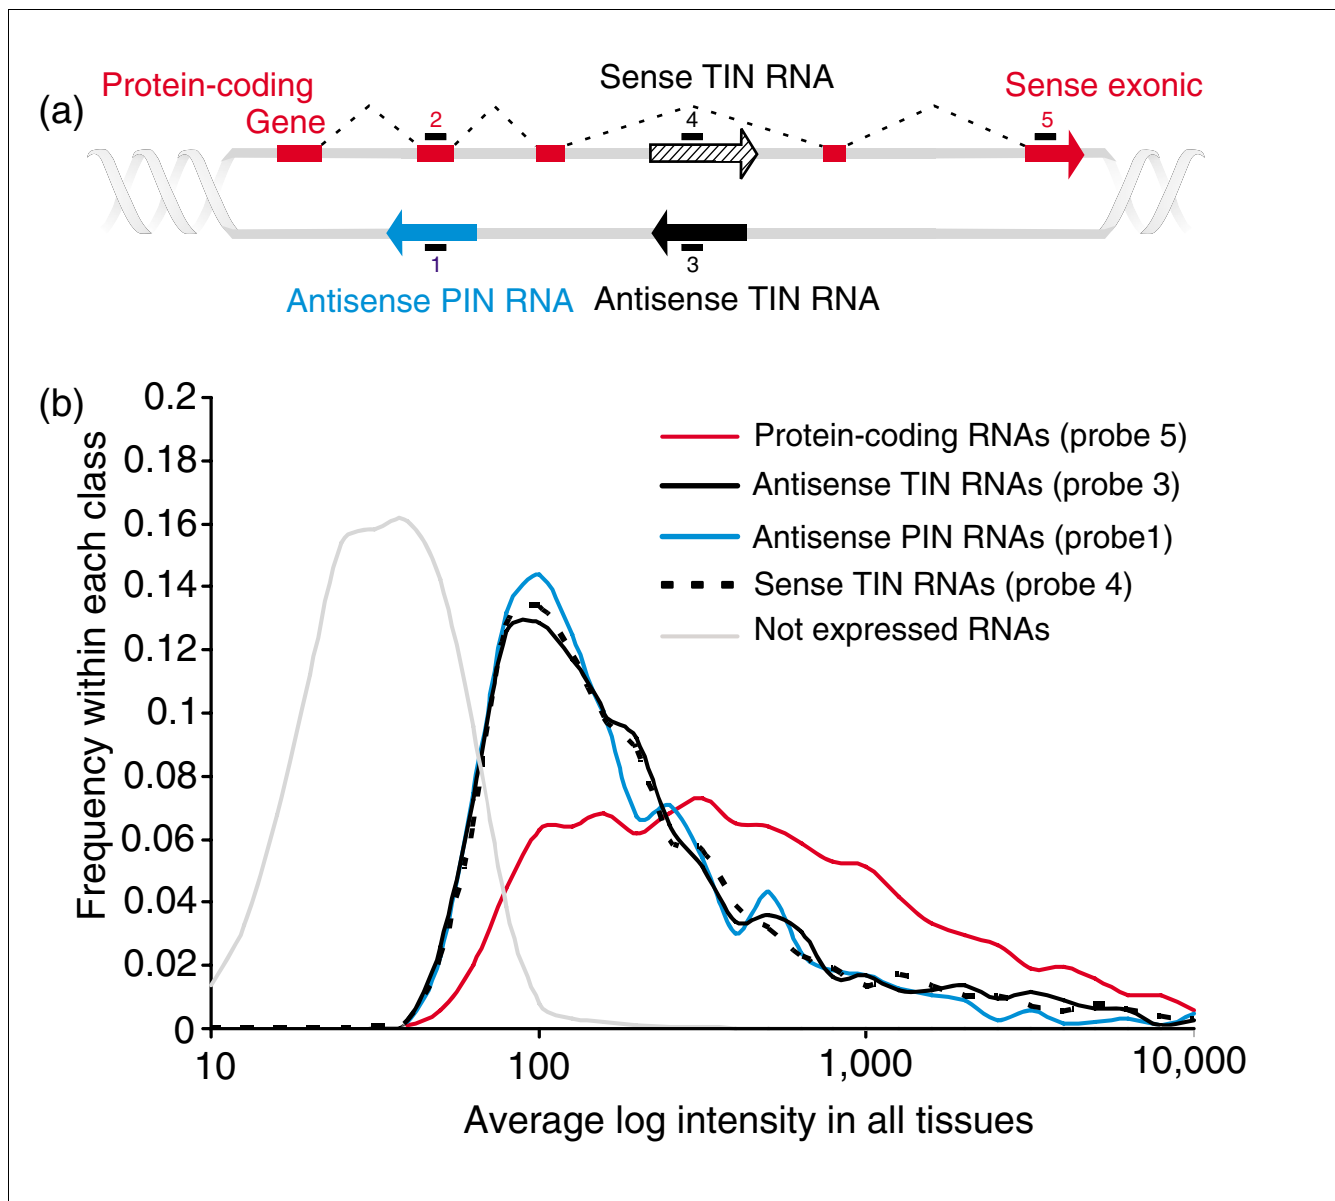 (a)
Protein-coding
Gene
Sense TIN RNA
Sense exonic
2
4
5
1
3
Antisense PIN RNA
Antisense TIN RNA
(b)
Frequency within each class
0.2
0.18
0.16
0.14
0.12
0.1
0.08
0.06
0.04
0.02
0
Protein-coding RNAs (probe 5)
Antisense TIN RNAs (probe 3)
Antisense PIN RNAs (probe1)
Sense TIN RNAs (probe 4)
Not expressed RNAs
10
100
1,000
10,000
Average log intensity in all tissues